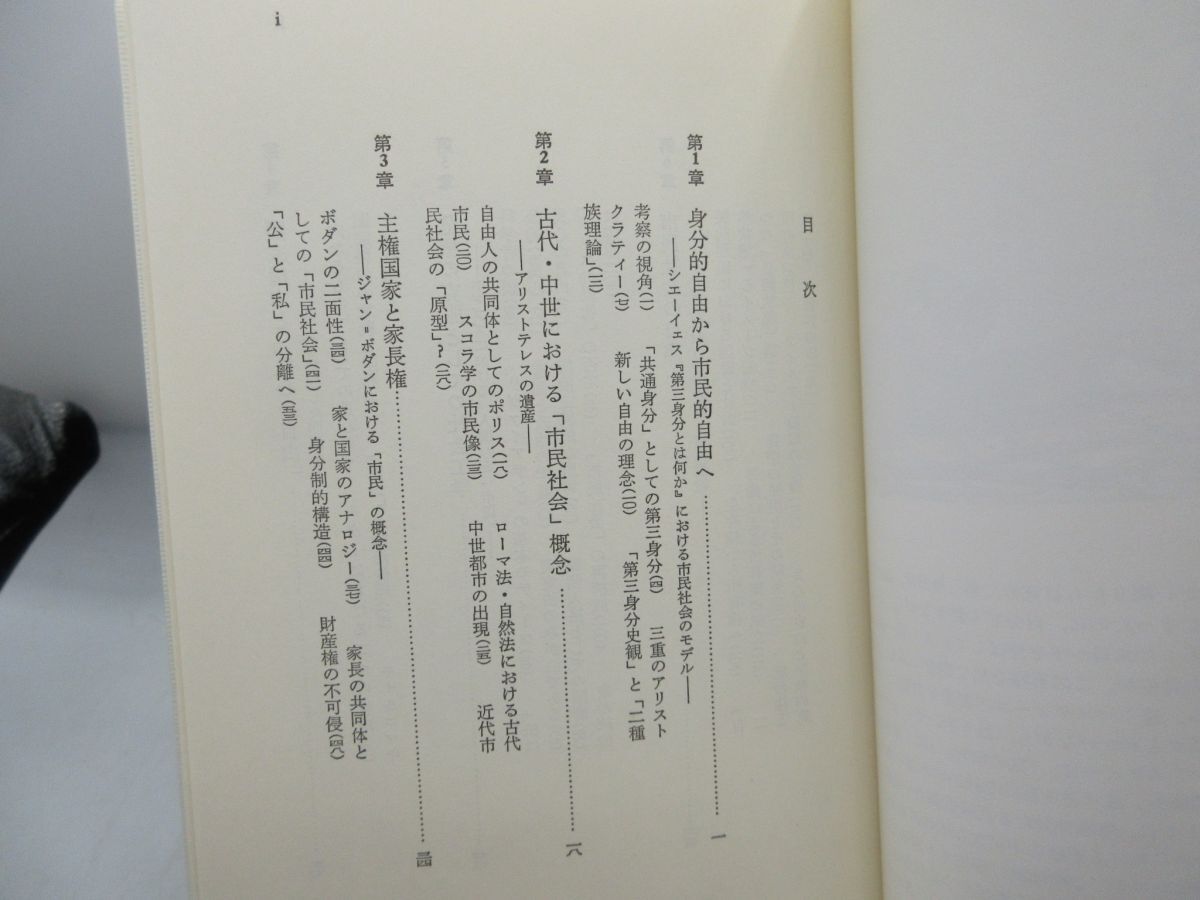 目次
第1章 身分的自由から市民的自由へ……一
――シエーイェス『第三身分とは何か』における市民社会のモデル――
考察の視角(一) 「共通身分」としての第三身分(四) 三重のアリスト
クラティー(七) 新しい自由の理念(一〇) 「第三身分史観」と「二種
族理論」(一三)
第2章 古代・中世における「市民社会」概念……一八
――アリストテレスの遺産――
自由人の共同体としてのポリス(一八) ローマ法・自然法における古代
市民(二〇) スコラ学の市民像(二三) 中世都市の出現(二五) 近代市
民社会の「原型」?(二八)
第3章 主権国家と家長権……三四
――ジャン=ボダンにおける「市民」の概念――
ボダンの二面性(三四) 家と国家のアナロジー(三七) 家長の共同体と
しての「市民社会」(四一) 身分制的構造(四四) 財産権の不可侵(四八)
「公」と「私」の分離へ(五三)
i